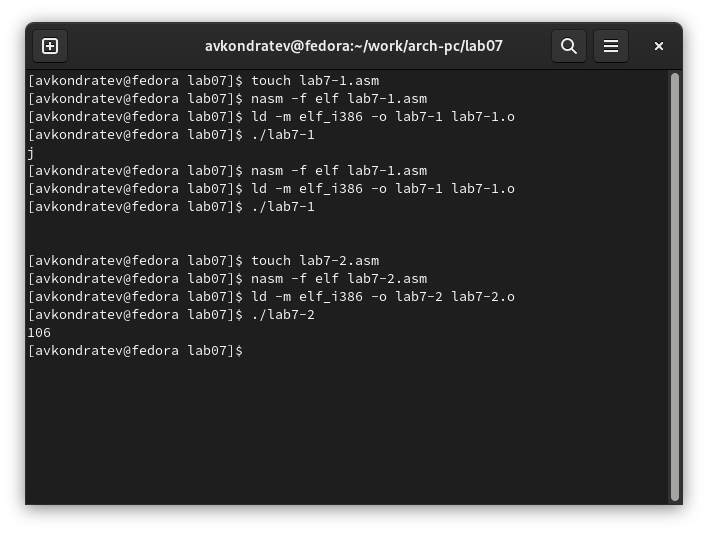 avkondratev@fedora:~/work/arch-pc/lab07
[avkondratev@fedora lab07]$ touch lab7-1.asm
[avkondratev@fedora lab07]$ nasm -f elf lab7-1.asm
[avkondratev@fedora lab07]$ ld -m elf_i386 -o lab7-1 lab7-1.o
[avkondratev@fedora lab07]$ ./lab7-1
j
[avkondratev@fedora lab07]$ nasm -f elf lab7-1.asm
[avkondratev@fedora lab07]$ ld -m elf_i386 -o lab7-1 lab7-1.o
[avkondratev@fedora lab07]$ ./lab7-1
[avkondratev@fedora lab07]$ touch lab7-2.asm
[avkondratev@fedora lab07]$ nasm -f elf lab7-2.asm
[avkondratev@fedora lab07]$ ld -m elf_i386 -o lab7-2 lab7-2.o
[avkondratev@fedora lab07]$ ./lab7-2
106
[avkondratev@fedora lab07]$